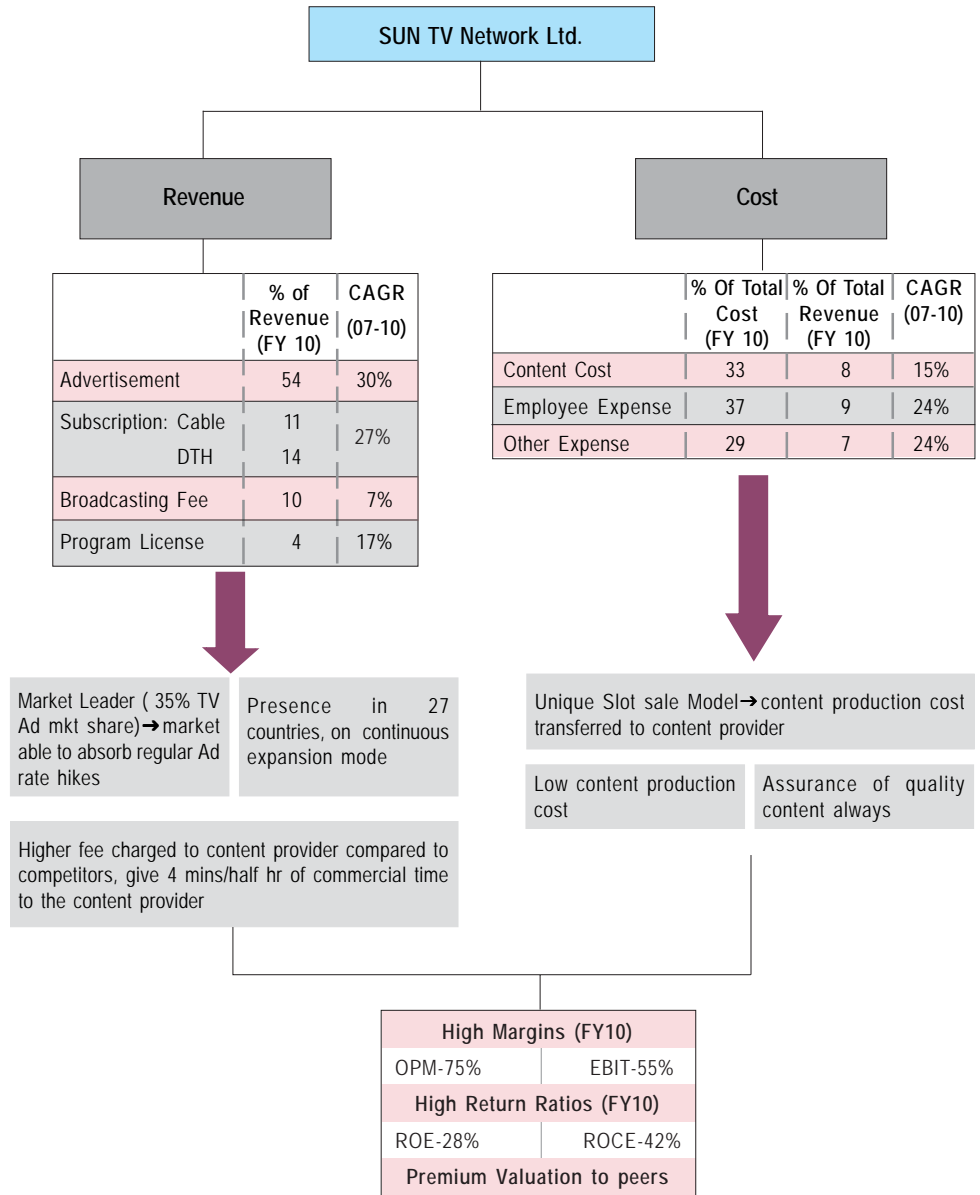 SUN TV Network Ltd.
Revenue
Cost
% of Revenue (FY 10) CAGR (07-10)
Advertisement 54 30%
Subscription: Cable 11 27%
DTH 14
Broadcasting Fee 10 7%
Program License 4 17%
% Of Total Cost (FY 10) % Of Total Revenue (FY 10) CAGR (07-10)
Content Cost 33 8 15%
Employee Expense 37 9 24%
Other Expense 29 7 24%
Market Leader ( 35% TV
Ad mkt share)➔market
able to absorb regular Ad
rate hikes
Presence in 27
countries, on continuous
expansion mode
Higher fee charged to content provider compared to
competitors, give 4 mins/half hr of commercial time
to the content provider
Unique Slot sale Model➔content production cost
transferred to content provider
Low content production
cost
Assurance of quality
content always
High Margins (FY10)
OPM-75% EBIT-55%
High Return Ratios (FY10)
ROE-28% ROCE-42%
Premium Valuation to peers